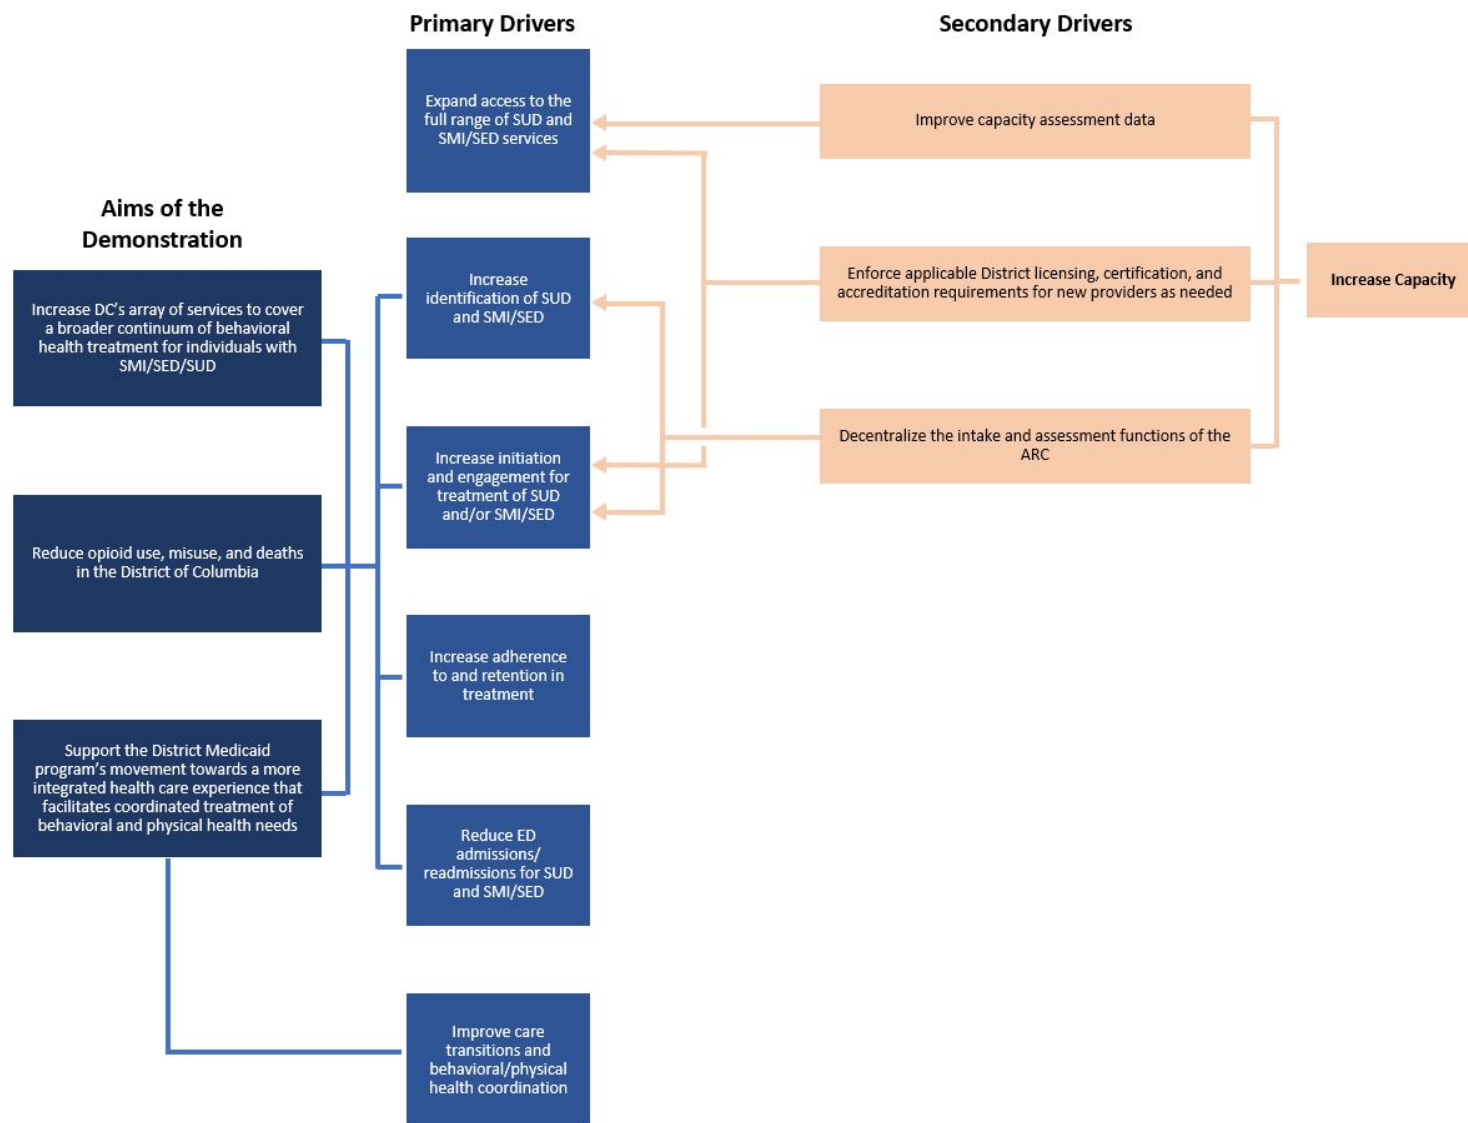 Primary Drivers
Secondary Drivers
Expand access to the
full range of SUD and
SMI/SED services
Improve capacity assessment data
Aims of the
Demonstration
Increase
identification of SUD
and SMI/SED
Enforce applicable District licensing, certification, and
accreditation requirements for new providers as needed
Increase Capacity
Increase DC's array of services to cover
a broader continuum of behavioral
health treatment for individuals with
SMI/SED/SUD
Increase initiation
and engagement for
treatment of SUD
and/or SMI/SED
Decentralize the intake and assessment functions of the
ARC
Reduce opioid use, misuse, and deaths
in the District of Columbia
Increase adherence
to and retention in
treatment
Support the District Medicaid
program's movement towards a more
integrated health care experience that
facilitates coordinated treatment of
behavioral and physical health needs
Reduce ED
admissions/
readmissions for SUD
and SMI/SED
Improve care
transitions and
behavioral/physical
health coordination